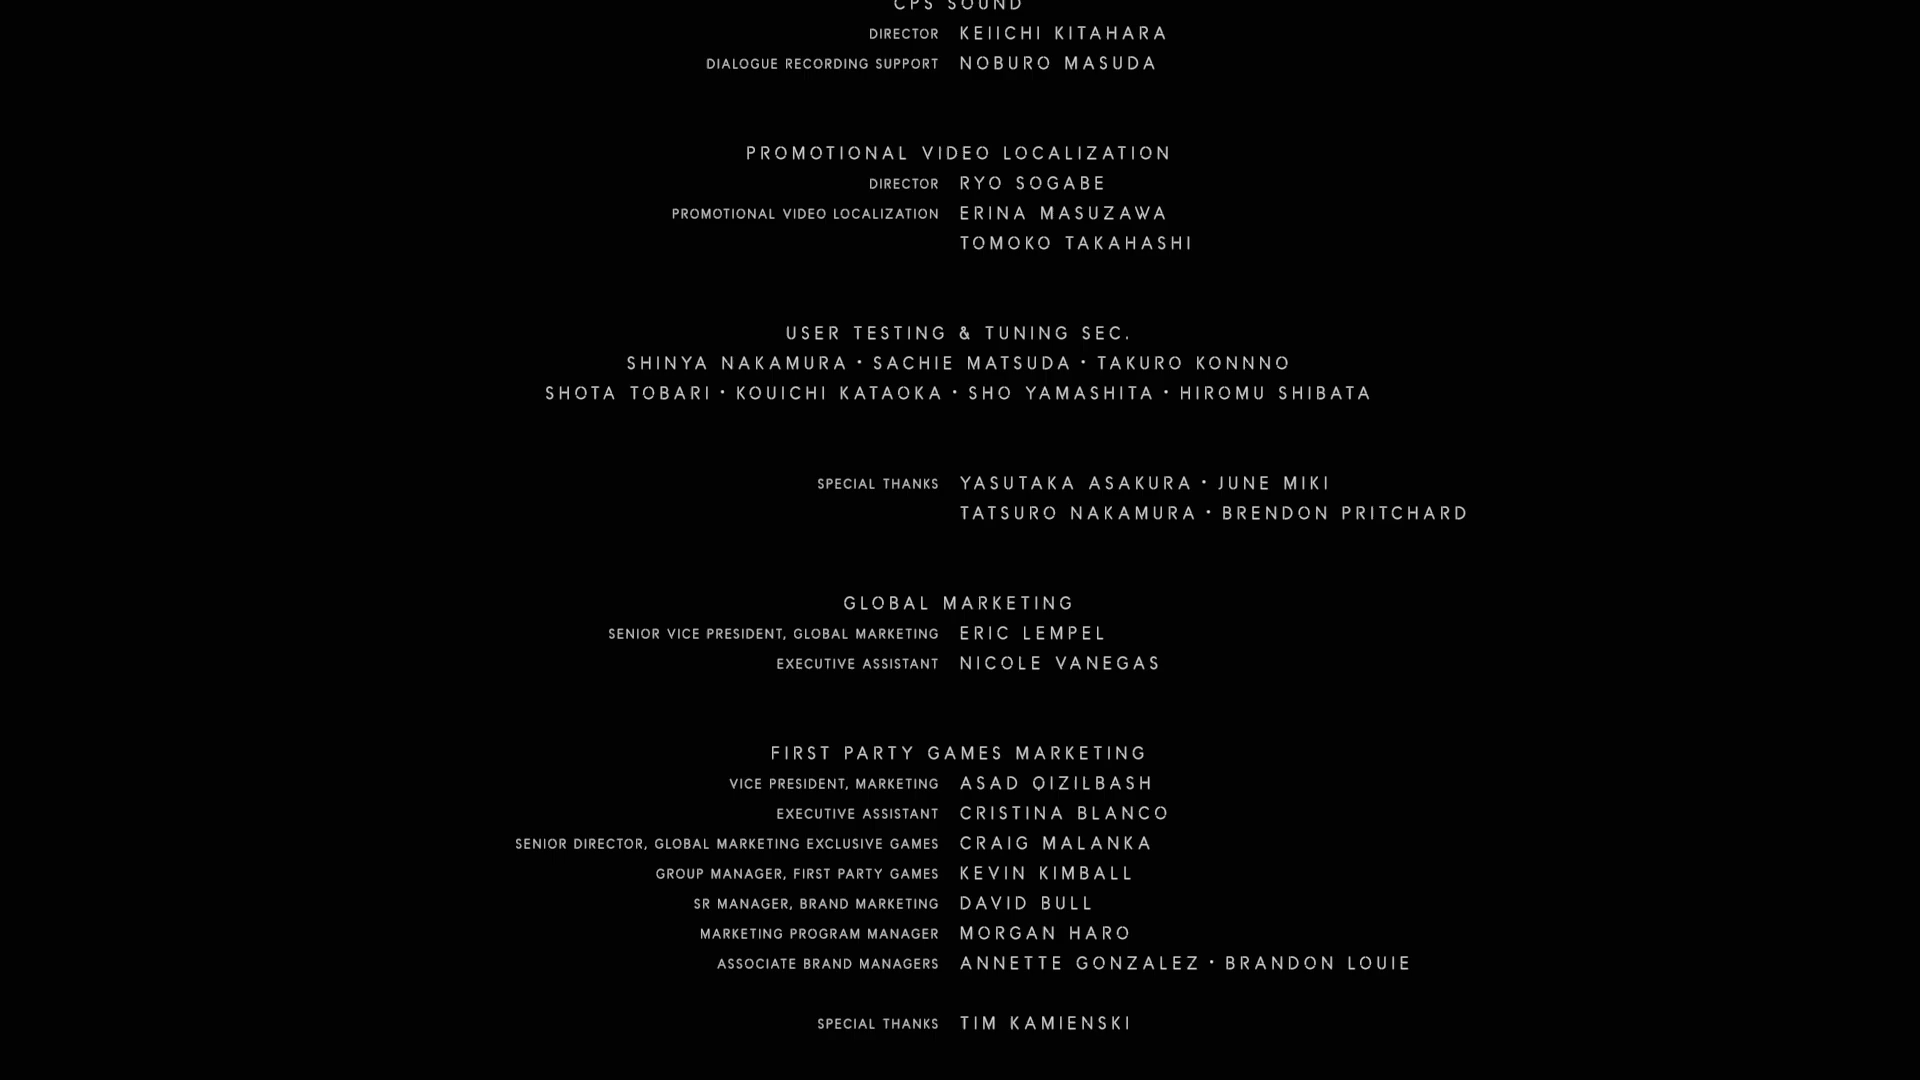 CPS SOUND
DIRECTOR KEIICHI KITAHARA
DIALOGUE RECORDING SUPPORT NOBURO MASUDA
PROMOTIONAL VIDEO LOCALIZATION
DIRECTOR RYO SOGABE
PROMOTIONAL VIDEO LOCALIZATION ERINA MASUZAWA
TOMOKO TAKAHASHI
USER TESTING & TUNING SEC.
SHINYA NAKAMURA • SACHIE MATSUDA • TAKURO KONNNO
SHOTA TOBARI • KOUICHI KATAOKA • SHO YAMASHITA • HIROMU SHIBATA
SPECIAL THANKS YASUTAKA ASAKURA • JUNE MIKI
TATSURO NAKAMURA • BRENDON PRITCHARD
GLOBAL MARKETING
SENIOR VICE PRESIDENT, GLOBAL MARKETING ERIC LEMPEL
EXECUTIVE ASSISTANT NICOLE VANEGAS
FIRST PARTY GAMES MARKETING
VICE PRESIDENT, MARKETING ASAD QIZILBASH
EXECUTIVE ASSISTANT CRISTINA BLANCO
SENIOR DIRECTOR, GLOBAL MARKETING EXCLUSIVE GAMES CRAIG MALANKA
GROUP MANAGER, FIRST PARTY GAMES KEVIN KIMBALL
SR MANAGER, BRAND MARKETING DAVID BULL
MARKETING PROGRAM MANAGER MORGAN HARO
ASSOCIATE BRAND MANAGERS ANNETTE GONZALEZ • BRANDON LOUIE
SPECIAL THANKS TIM KAMIENSKI